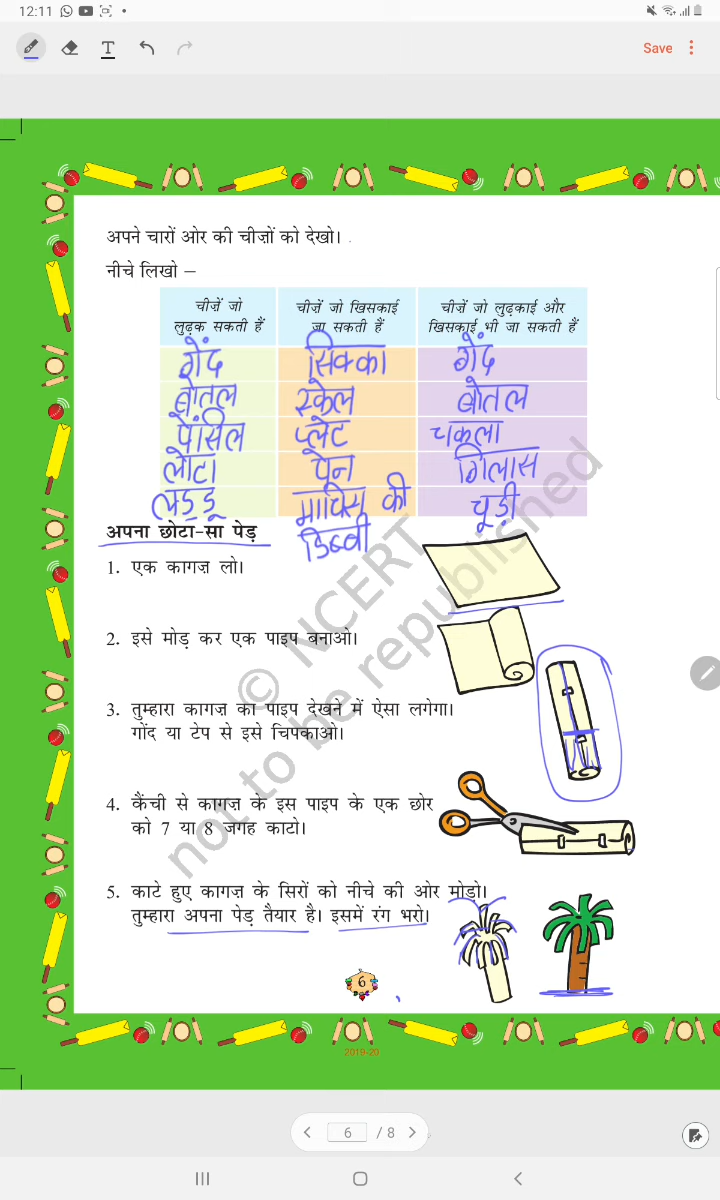 12:11
Save
अपने चारों ओर की चीज़ों को देखो।
नीचे लिखो –
चीज़ें जो लुढ़क सकती हैं
चीज़ें जो खिसकाई जा सकती हैं
चीज़ें जो लुढ़काई और खिसकाई भी जा सकती हैं
गेंद सिक्का गेंद
बोतल स्केल बोतल
पेंसिल प्लेट चकला
लोटा पेन गिलास
लड्डू माचिस की डिब्बी चूड़ी
अपना छोटा-सा पेड़
1. एक कागज़ लो।
2. इसे मोड़ कर एक पाइप बनाओ।
3. तुम्हारा कागज़ का पाइप देखने में ऐसा लगेगा।
गोंद या टेप से इसे चिपकाओ।
4. कैंची से कागज़ के इस पाइप के एक छोर
को 7 या 8 जगह काटो।
5. काटे हुए कागज़ के सिरों को नीचे की ओर मोड़ो।
तुम्हारा अपना पेड़ तैयार है। इसमें रंग भरो।
© NCERT
not to be republished
6
2019-20
6 / 8